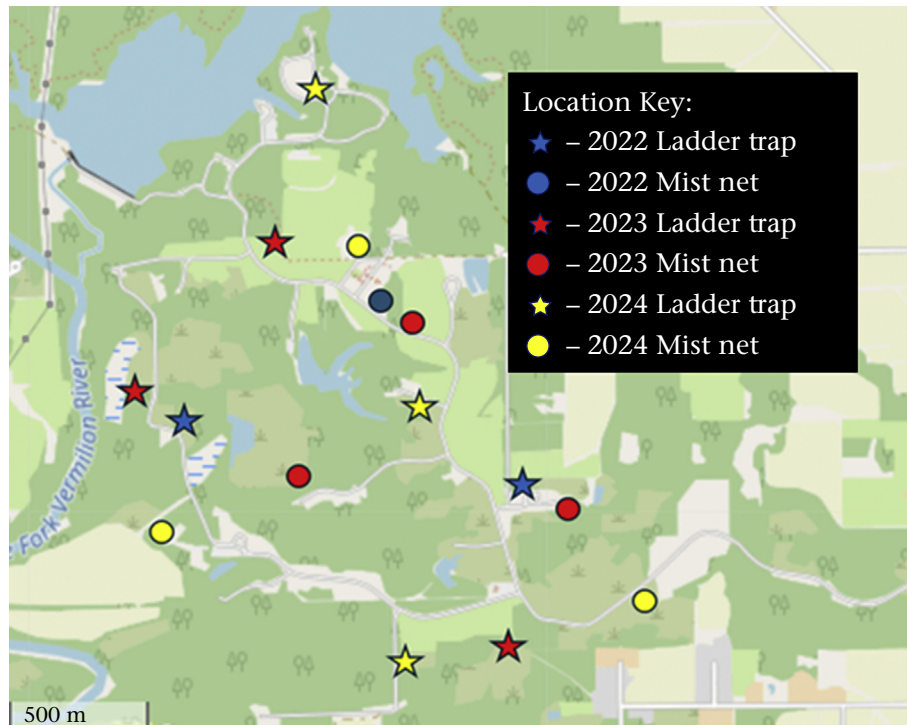 Location Key:
– 2022 Ladder trap
– 2022 Mist net
– 2023 Ladder trap
– 2023 Mist net
– 2024 Ladder trap
– 2024 Mist net
Fork Vermilion River
500 m